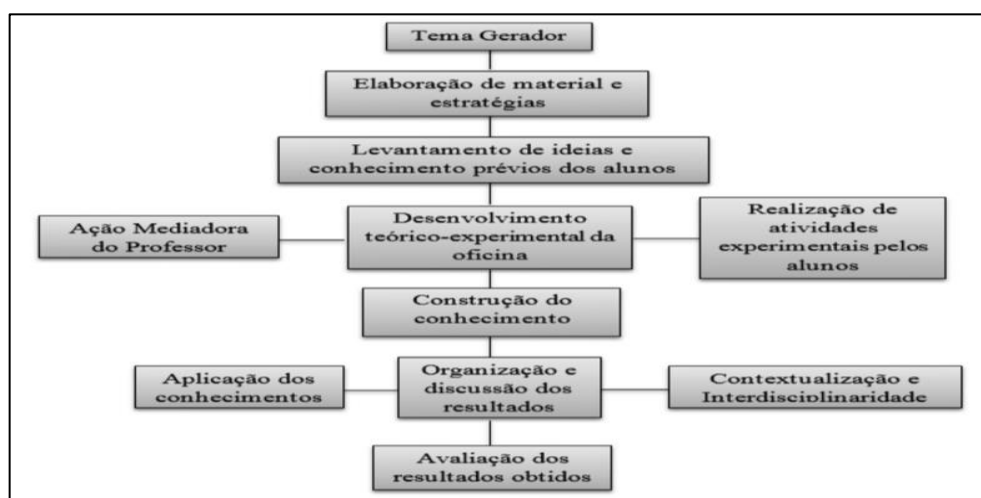 Tema Gerador
Elaboração de material e
estratégias
Levantamento de ideias e
conhecimento prévios dos alunos
Ação Mediadora
do Professor
Desenvolvimento
teórico-experimental da
oficina
Realização de
atividades
experimentais pelos
alunos
Construção do
conhecimento
Aplicação dos
conhecimentos
Organização e
discussão dos
resultados
Contextualização e
Interdisciplinaridade
Avaliação dos
resultados obtidos